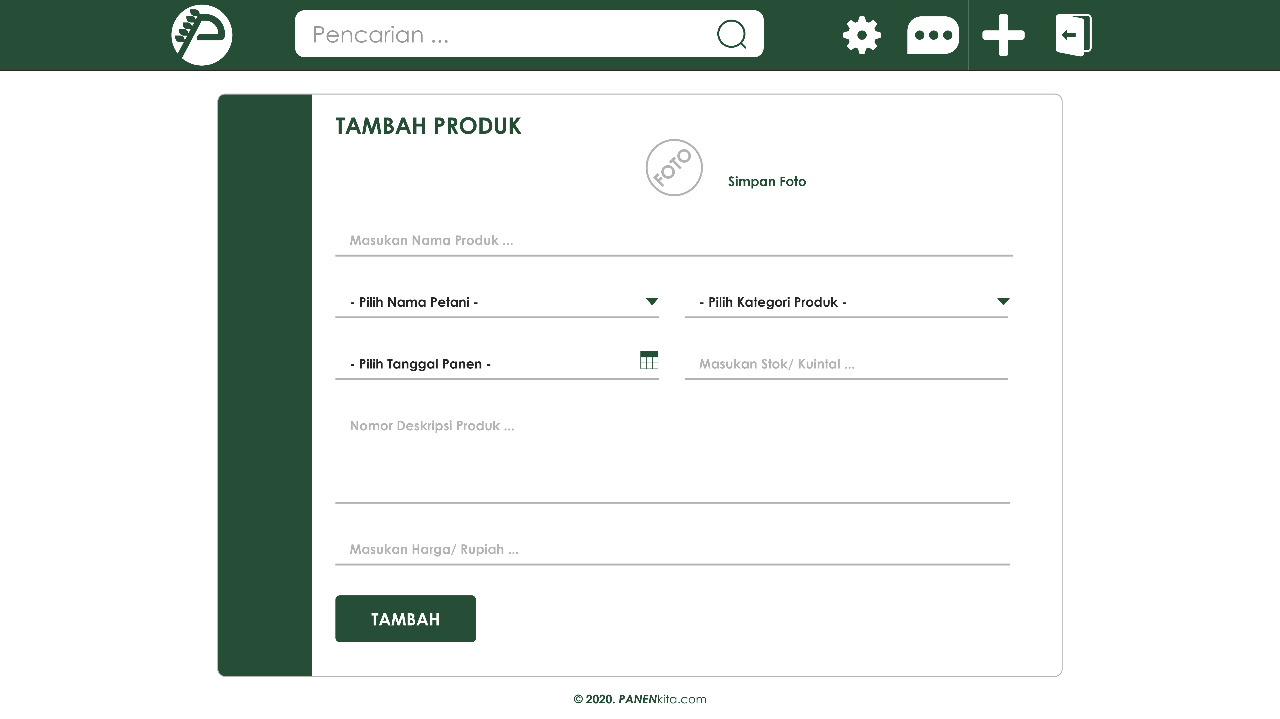 Pencarian ...
TAMBAH PRODUK
FOTO
Simpan Foto
Masukan Nama Produk ...
- Pilih Nama Petani -
- Pilih Kategori Produk -
- Pilih Tanggal Panen -
Masukan Stok/ Kuintal ...
Nomor Deskripsi Produk ...
Masukan Harga/ Rupiah ...
TAMBAH
© 2020. PANENkita.com